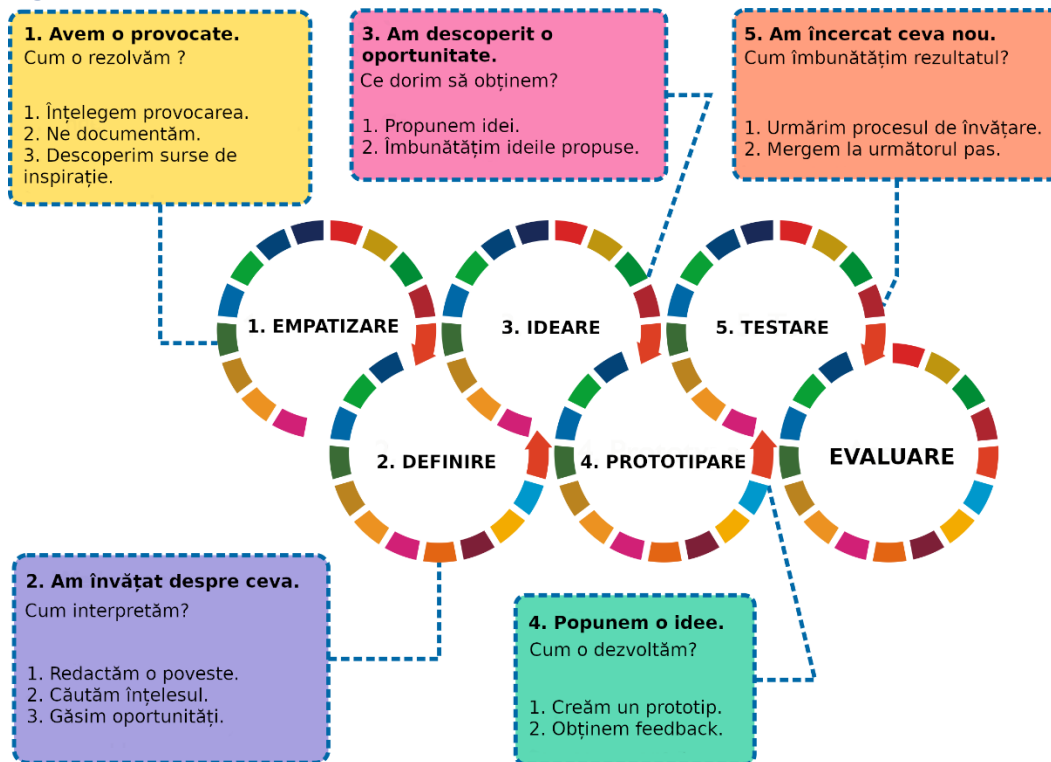 1. Avem o provocate.
Cum o rezolvăm ?
1. Înțelegem provocarea.
2. Ne documentăm.
3. Descoperim surse de
inspirație.
3. Am descoperit o
oportunitate.
Ce dorim să obținem?
1. Propunem idei.
2. Îmbunătățim ideile propuse.
5. Am încercat ceva nou.
Cum îmbunătățim rezultatul?
1. Urmărim procesul de învățare.
2. Mergem la următorul pas.
1. EMPATIZARE
3. IDEARE
5. TESTARE
2. DEFINIRE
4. PROTOTIPARE
EVALUARE
2. Am învățat despre ceva.
Cum interpretăm?
1. Redactăm o poveste.
2. Căutăm înțelesul.
3. Găsim oportunități.
4. Popunem o idee.
Cum o dezvoltăm?
1. Creăm un prototip.
2. Obținem feedback.